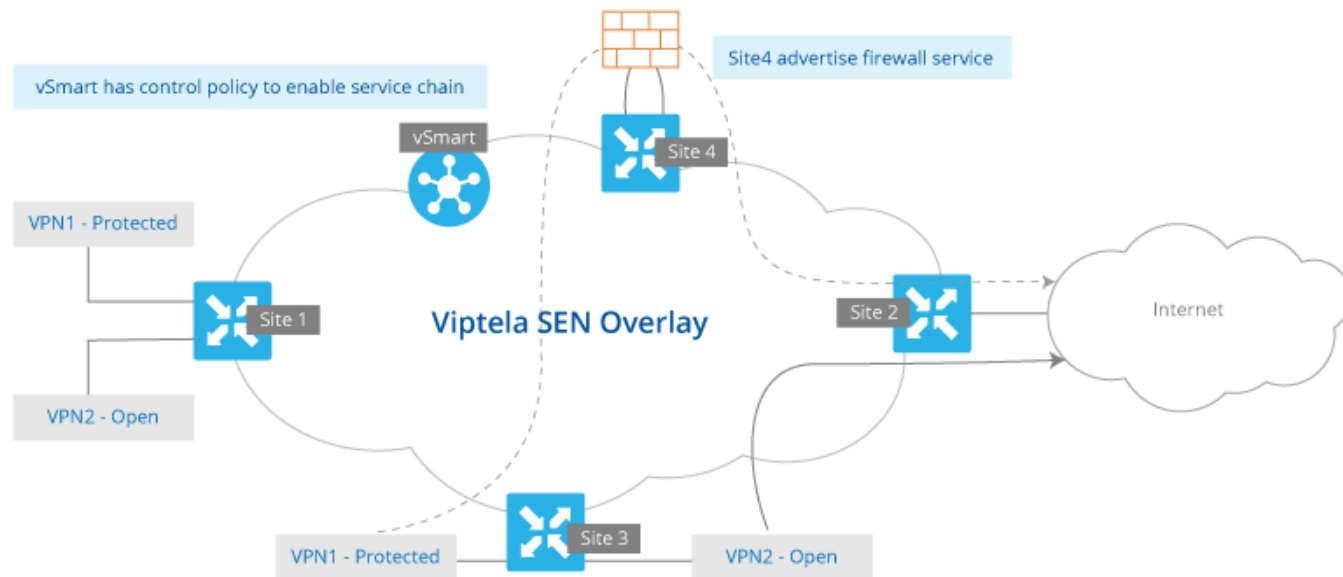 Site4 advertise firewall service
vSmart has control policy to enable service chain
vSmart
Site 4
VPN1 - Protected
Site 1
Viptela SEN Overlay
Site 2
Internet
VPN2 - Open
Site 3
VPN1 - Protected
VPN2 - Open